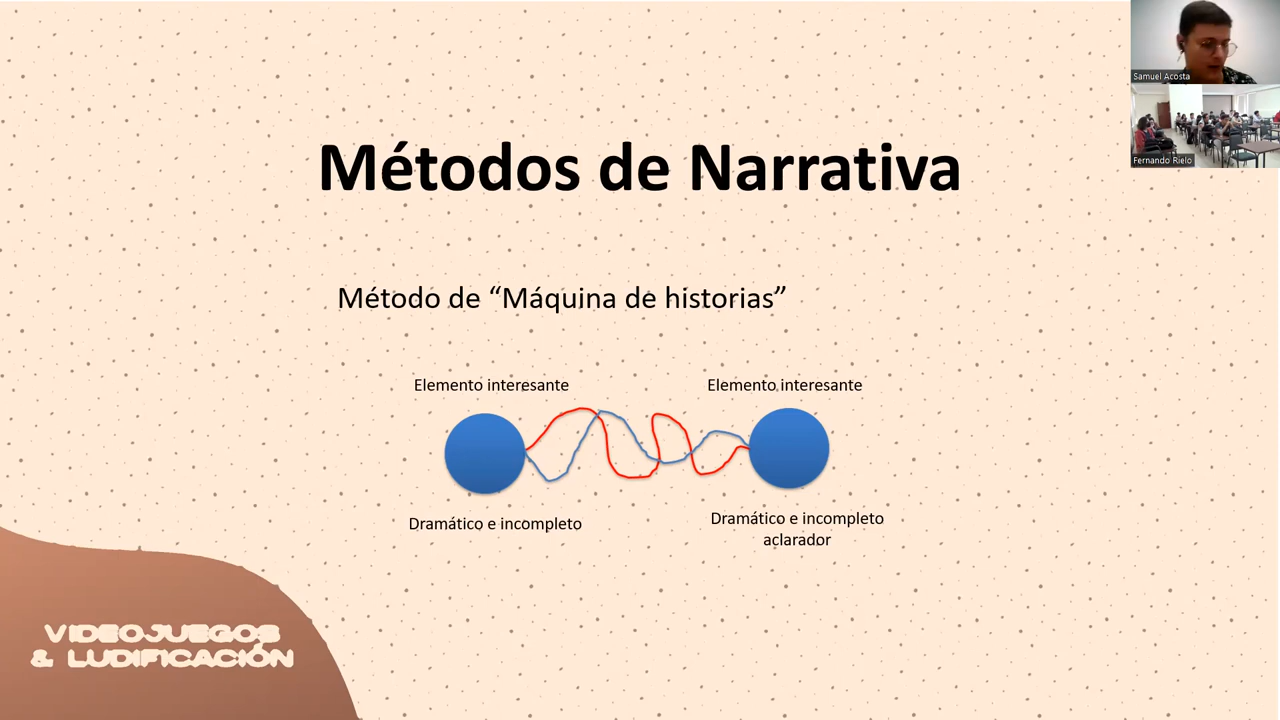 Samuel Acosta
Fernando Rielo
Métodos de Narrativa
Método de “Máquina de historias”
Elemento interesante
Elemento interesante
Dramático e incompleto
Dramático e incompleto
aclarador
VIDEOJUEGOS
& LUDIFICACIÓN